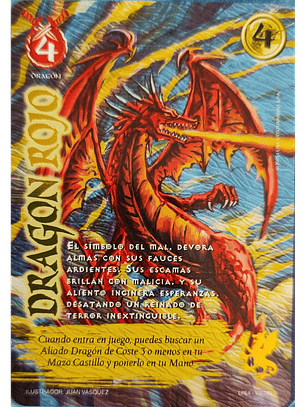 4
4
DRAGÓN
DRAGON ROJO
EL SÍMBOLO DEL MAL, DEVORA
ALMAS CON SUS FAUCES
ARDIENTES. SUS ESCAMAS
BRILLAN CON MALICIA, Y SU
ALIENTO INCINERA ESPERANZAS,
DESATANDO UN REINADO DE
TERROR INEXTINGUIBLE.
Cuando entra en juego, puedes buscar un
Aliado Dragón de Coste 3 o menos en tu
Mazo Castillo y ponerlo en tu Mano
ILUSTRADOR: JUAN VASQUEZ